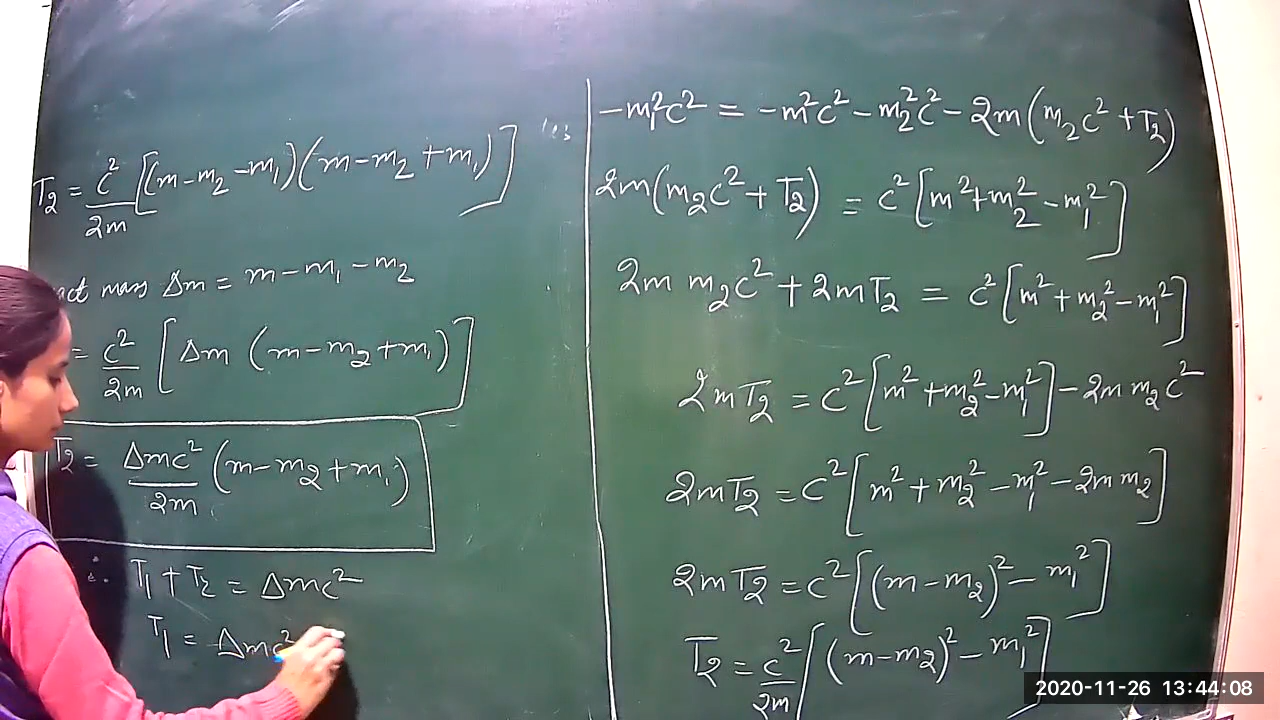 T₂ = c²/2m [(m-m₂-m₁)(m-m₂+m₁)]
mass Δm = m-m₁-m₂
= c²/2m [Δm (m-m₂+m₁)]
T₂ = Δmc²/2m (m-m₂+m₁)
∴ T₁+T₂ = Δmc²
T₁ = Δmc²
-m₁²c² = -m²c²-m₂²c²-2m(m₂c²+T₂)
2m(m₂c²+T₂) = c²[m²+m₂²-m₁²]
2m m₂c²+2mT₂ = c²[m²+m₂²-m₁²]
2mT₂ = c²[m²+m₂²-m₁²]-2m m₂c²
2mT₂ = c²[m²+m₂²-m₁²-2m m₂]
2mT₂ = c²[(m-m₂)²-m₁²]
T₂ = c²/2m [(m-m₂)²-m₁²]
2020-11-26 13:44:08